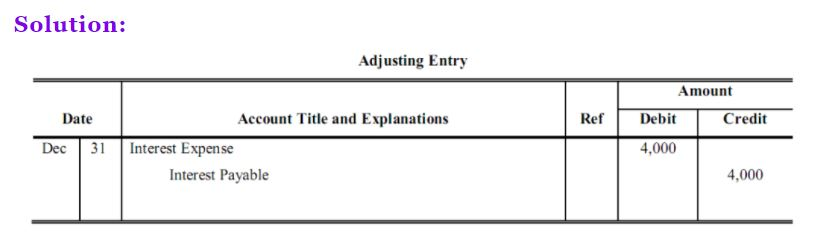 Solution:
Adjusting Entry
Amount
Date Account Title and Explanations Ref Debit Credit
Dec 31 Interest Expense 4,000
Interest Payable 4,000